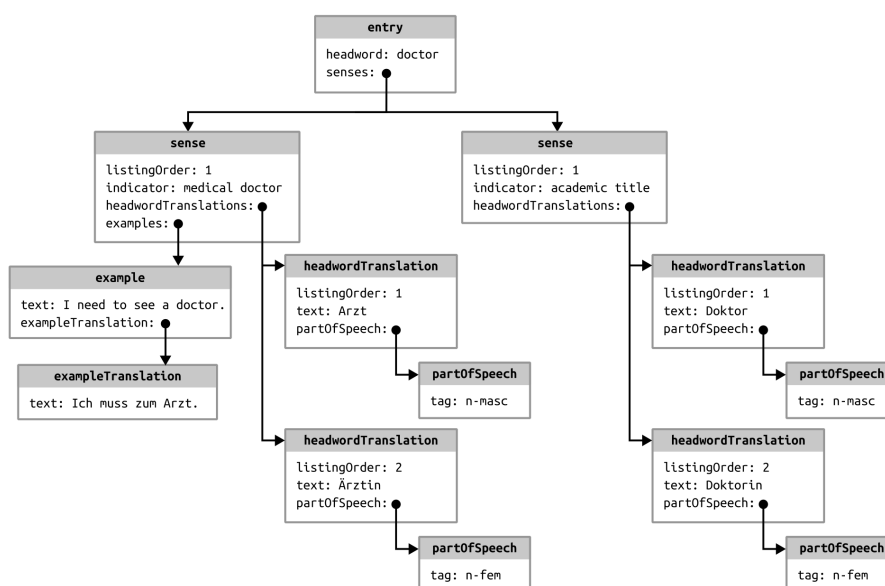 entry
headword: doctor
senses:
sense
listingOrder: 1
indicator: medical doctor
headwordTranslations:
examples:
sense
listingOrder: 1
indicator: academic title
headwordTranslations:
example
text: I need to see a doctor.
exampleTranslation:
exampleTranslation
text: Ich muss zum Arzt.
headwordTranslation
listingOrder: 1
text: Arzt
partOfSpeech:
partOfSpeech
tag: n-masc
headwordTranslation
listingOrder: 2
text: Ärztin
partOfSpeech:
partOfSpeech
tag: n-fem
headwordTranslation
listingOrder: 1
text: Doktor
partOfSpeech:
partOfSpeech
tag: n-masc
headwordTranslation
listingOrder: 2
text: Doktorin
partOfSpeech:
partOfSpeech
tag: n-fem